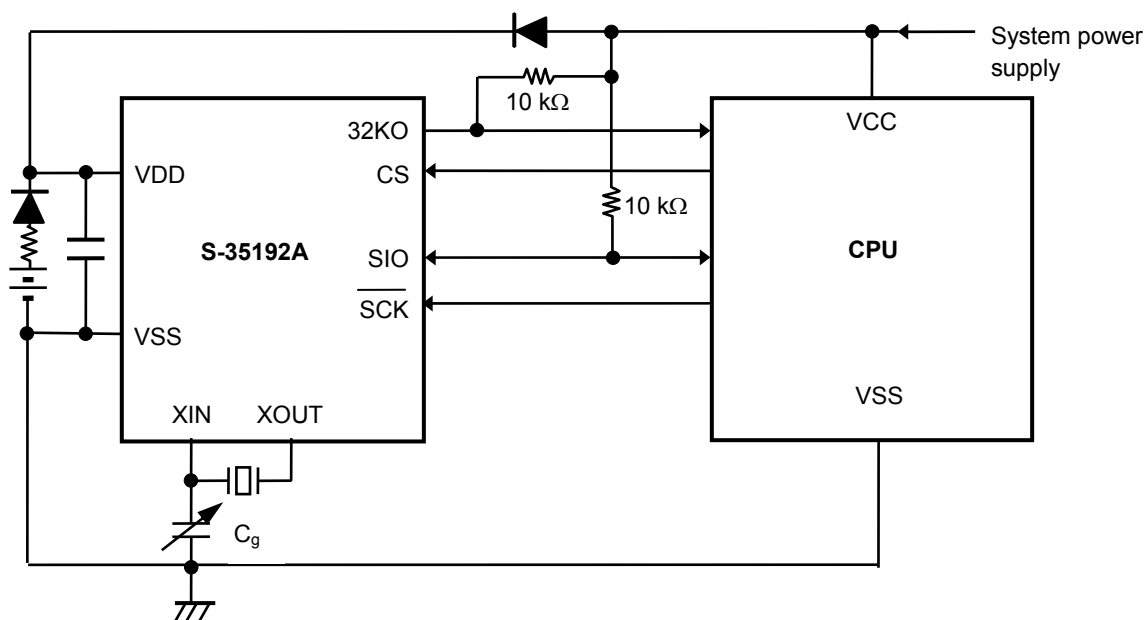 System power
supply
10 kΩ
32KO
VCC
VDD
CS
10 kΩ
S-35192A
SIO
CPU
SCK
VSS
VSS
XIN XOUT
Cg